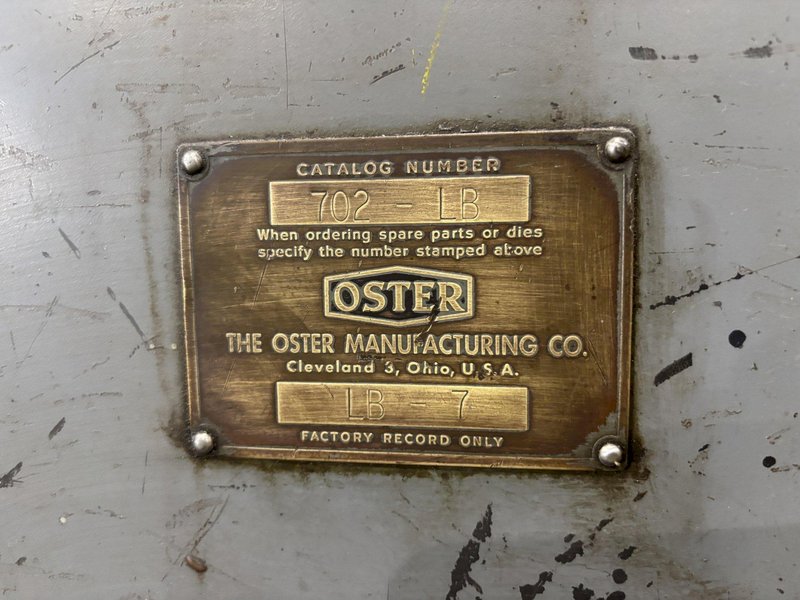 CATALOG NUMBER
702 - LB
When ordering spare parts or dies
specify the number stamped above
OSTER
THE OSTER MANUFACTURING CO.
Cleveland 3, Ohio, U.S.A.
LB - 7
FACTORY RECORD ONLY